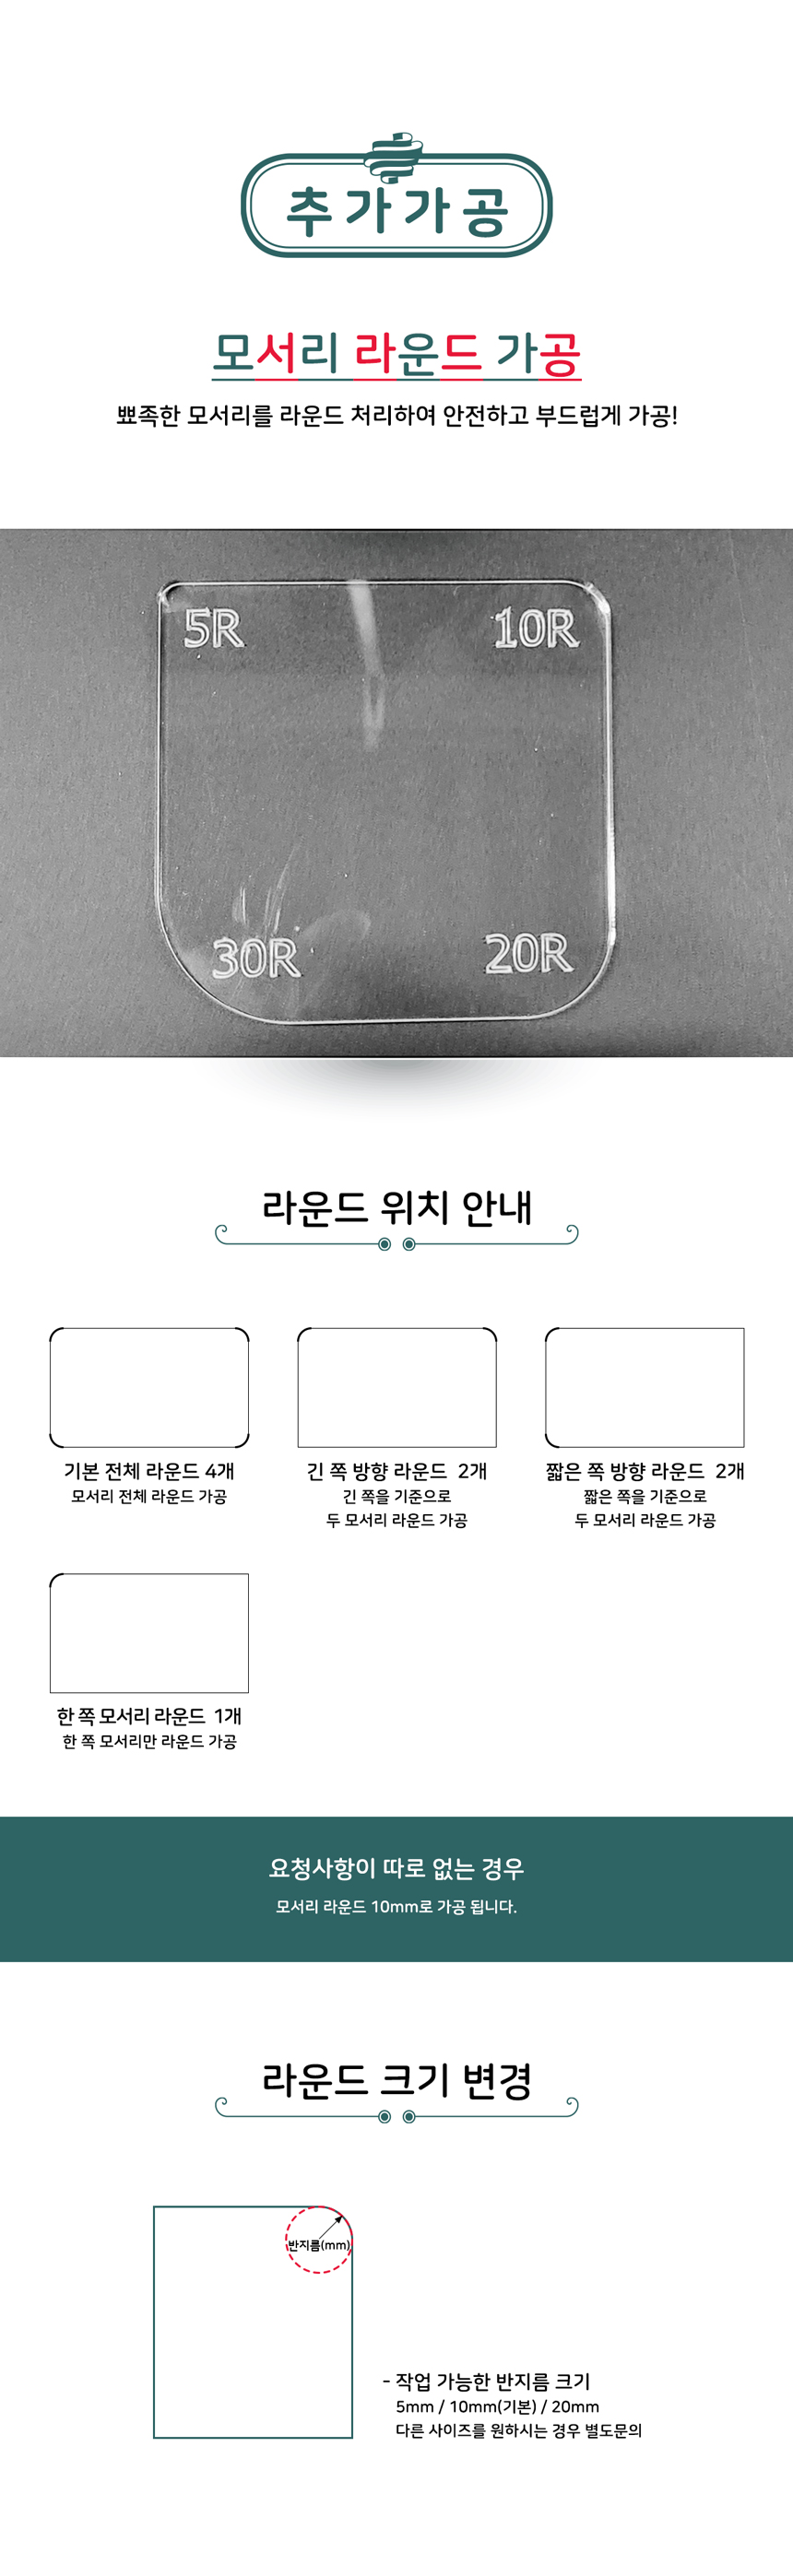 추가가공
모서리 라운드 가공
뾰족한 모서리를 라운드 처리하여 안전하고 부드럽게 가공!
5R 10R
30R 20R
라운드 위치 안내
기본 전체 라운드 4개
모서리 전체 라운드 가공
긴 쪽 방향 라운드 2개
긴 쪽을 기준으로
두 모서리 라운드 가공
짧은 쪽 방향 라운드 2개
짧은 쪽을 기준으로
두 모서리 라운드 가공
한 쪽 모서리 라운드 1개
한 쪽 모서리만 라운드 가공
요청사항이 따로 없는 경우
모서리 라운드 10mm로 가공 됩니다.
라운드 크기 변경
반지름(mm)
- 작업 가능한 반지름 크기
5mm / 10mm(기본) / 20mm
다른 사이즈를 원하시는 경우 별도문의